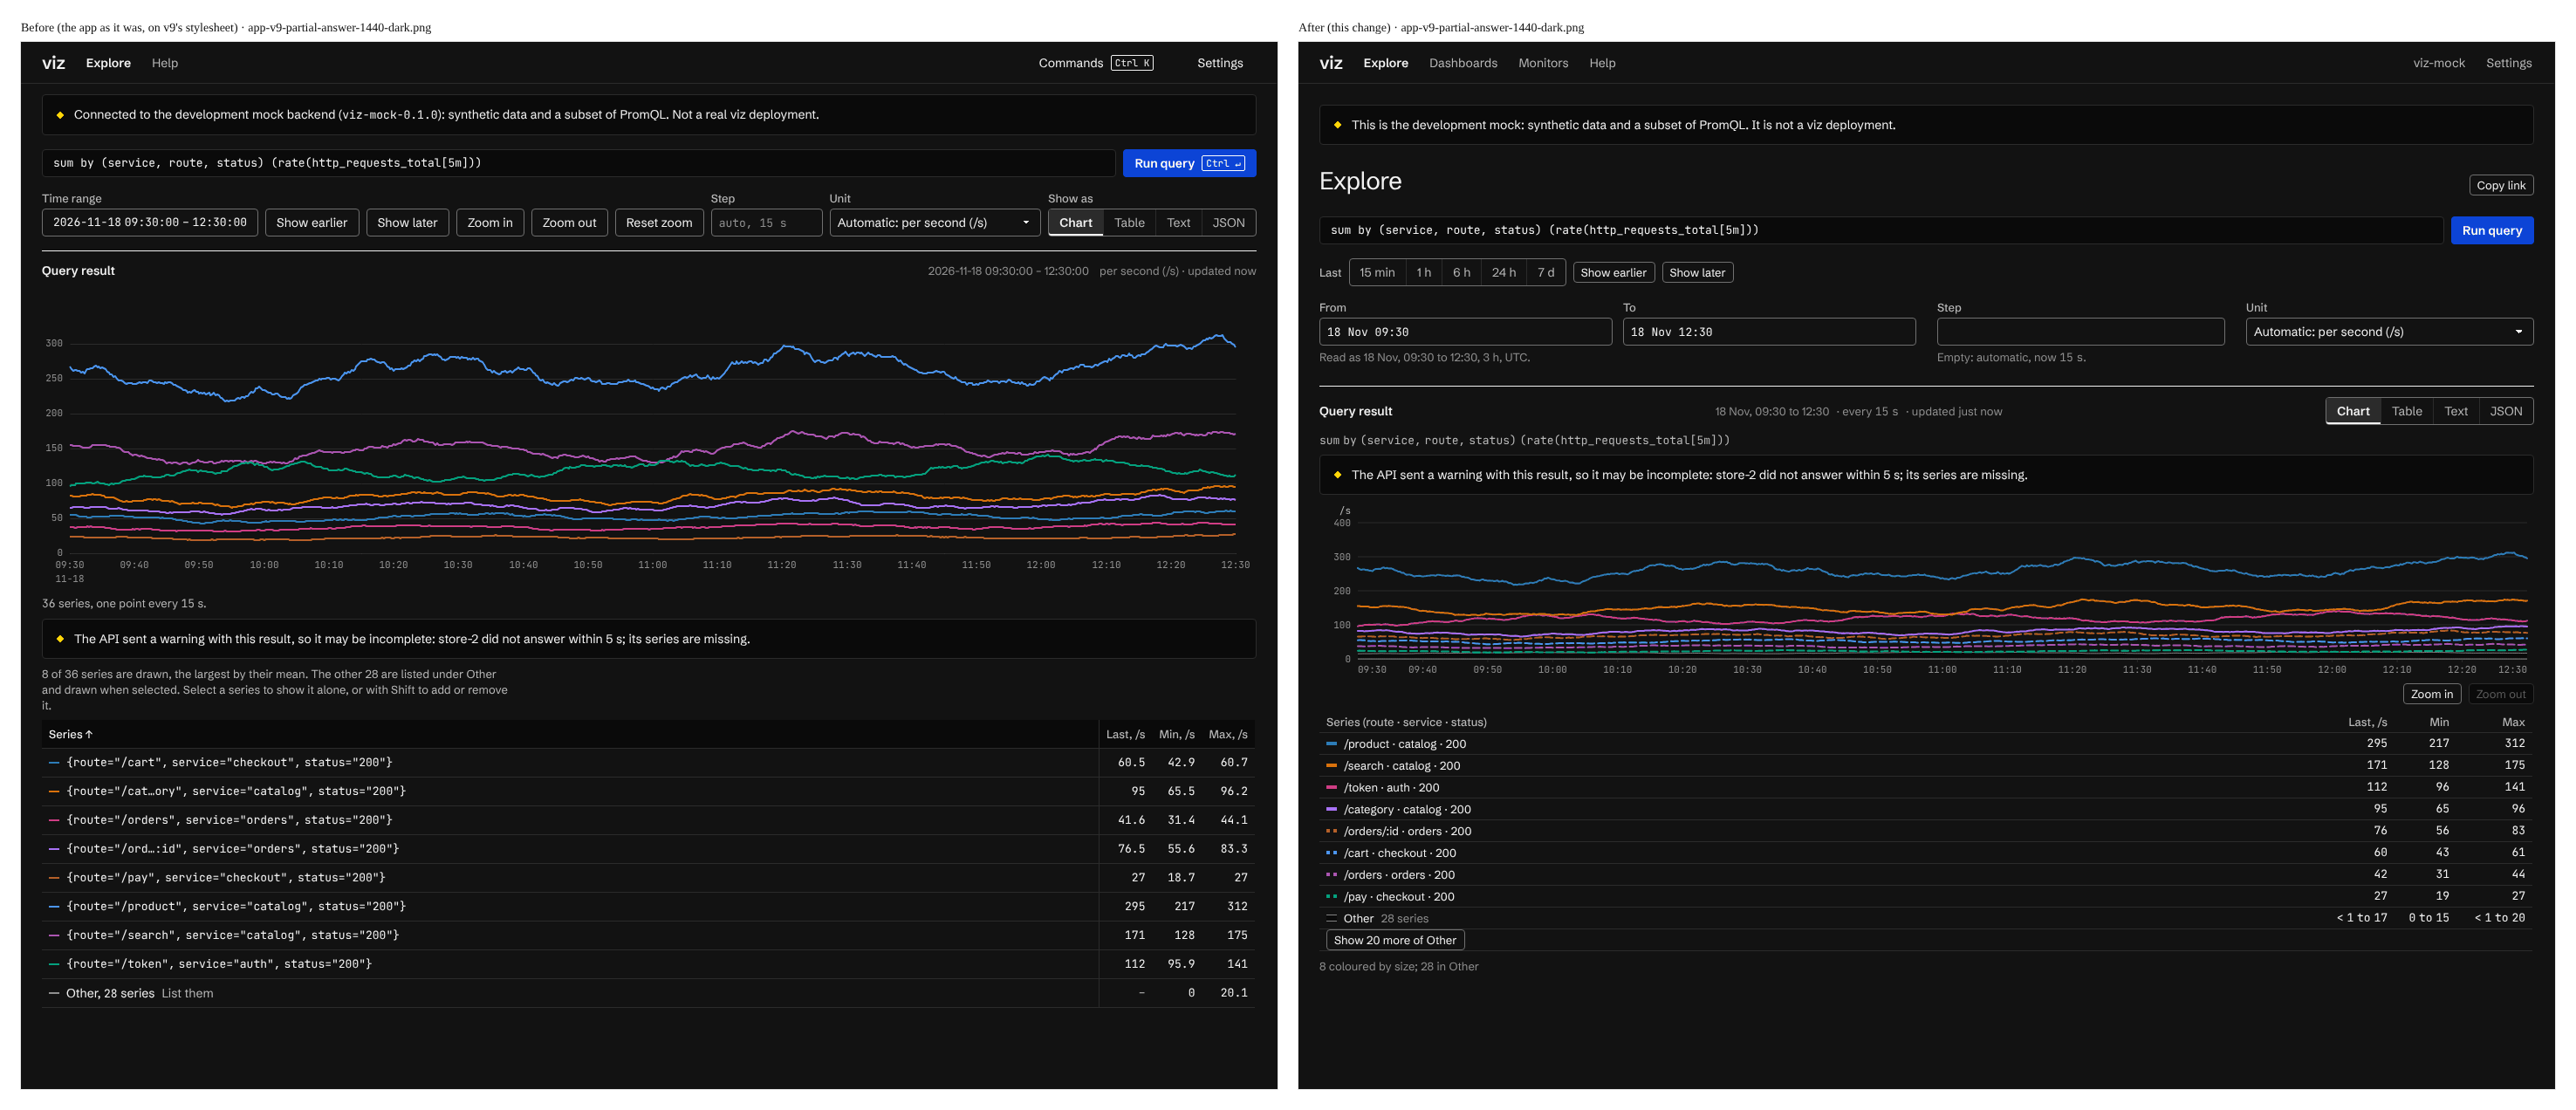 Before (the app as it was, on v9's stylesheet) · app-v9-partial-answer-1440-dark.png
viz Explore Help Commands Ctrl K Settings
Connected to the development mock backend (viz-mock-0.1.0): synthetic data and a subset of PromQL. Not a real viz deployment.
sum by (service, route, status) (rate(http_requests_total[5m])) Run query Ctrl ↵
Time range Step Unit Show as
2026-11-18 09:30:00 – 12:30:00 Show earlier Show later Zoom in Zoom out Reset zoom auto, 15 s Automatic: per second (/s) Chart Table Text JSON
Query result 2026-11-18 09:30:00 – 12:30:00 per second (/s) · updated now
300
250
200
150
100
50
0
09:30 09:40 09:50 10:00 10:10 10:20 10:30 10:40 10:50 11:00 11:10 11:20 11:30 11:40 11:50 12:00 12:10 12:20 12:30
11-18
36 series, one point every 15 s.
The API sent a warning with this result, so it may be incomplete: store-2 did not answer within 5 s; its series are missing.
8 of 36 series are drawn, the largest by their mean. The other 28 are listed under Other
and drawn when selected. Select a series to show it alone, or with Shift to add or remove
it.
Series ↑ Last, /s Min, /s Max, /s
{route="/cart", service="checkout", status="200"} 60.5 42.9 60.7
{route="/cat…ory", service="catalog", status="200"} 95 65.5 96.2
{route="/orders", service="orders", status="200"} 41.6 31.4 44.1
{route="/ord…:id", service="orders", status="200"} 76.5 55.6 83.3
{route="/pay", service="checkout", status="200"} 27 18.7 27
{route="/product", service="catalog", status="200"} 295 217 312
{route="/search", service="catalog", status="200"} 171 128 175
{route="/token", service="auth", status="200"} 112 95.9 141
Other, 28 series List them – 0 20.1
After (this change) · app-v9-partial-answer-1440-dark.png
viz Explore Dashboards Monitors Help viz-mock Settings
This is the development mock: synthetic data and a subset of PromQL. It is not a viz deployment.
Explore Copy link
sum by (service, route, status) (rate(http_requests_total[5m])) Run query
Last 15 min 1 h 6 h 24 h 7 d Show earlier Show later
From To Step Unit
18 Nov 09:30 18 Nov 12:30 Automatic: per second (/s)
Read as 18 Nov, 09:30 to 12:30, 3 h, UTC. Empty: automatic, now 15 s.
Query result 18 Nov, 09:30 to 12:30 · every 15 s · updated just now Chart Table Text JSON
sum by (service, route, status) (rate(http_requests_total[5m]))
The API sent a warning with this result, so it may be incomplete: store-2 did not answer within 5 s; its series are missing.
/s
400
300
200
100
0
09:30 09:40 09:50 10:00 10:10 10:20 10:30 10:40 10:50 11:00 11:10 11:20 11:30 11:40 11:50 12:00 12:10 12:20 12:30
Zoom in Zoom out
Series (route · service · status) Last, /s Min Max
/product · catalog · 200 295 217 312
/search · catalog · 200 171 128 175
/token · auth · 200 112 96 141
/category · catalog · 200 95 65 96
/orders/:id · orders · 200 76 56 83
/cart · checkout · 200 60 43 61
/orders · orders · 200 42 31 44
/pay · checkout · 200 27 19 27
Other 28 series < 1 to 17 0 to 15 < 1 to 20
Show 20 more of Other
8 coloured by size; 28 in Other